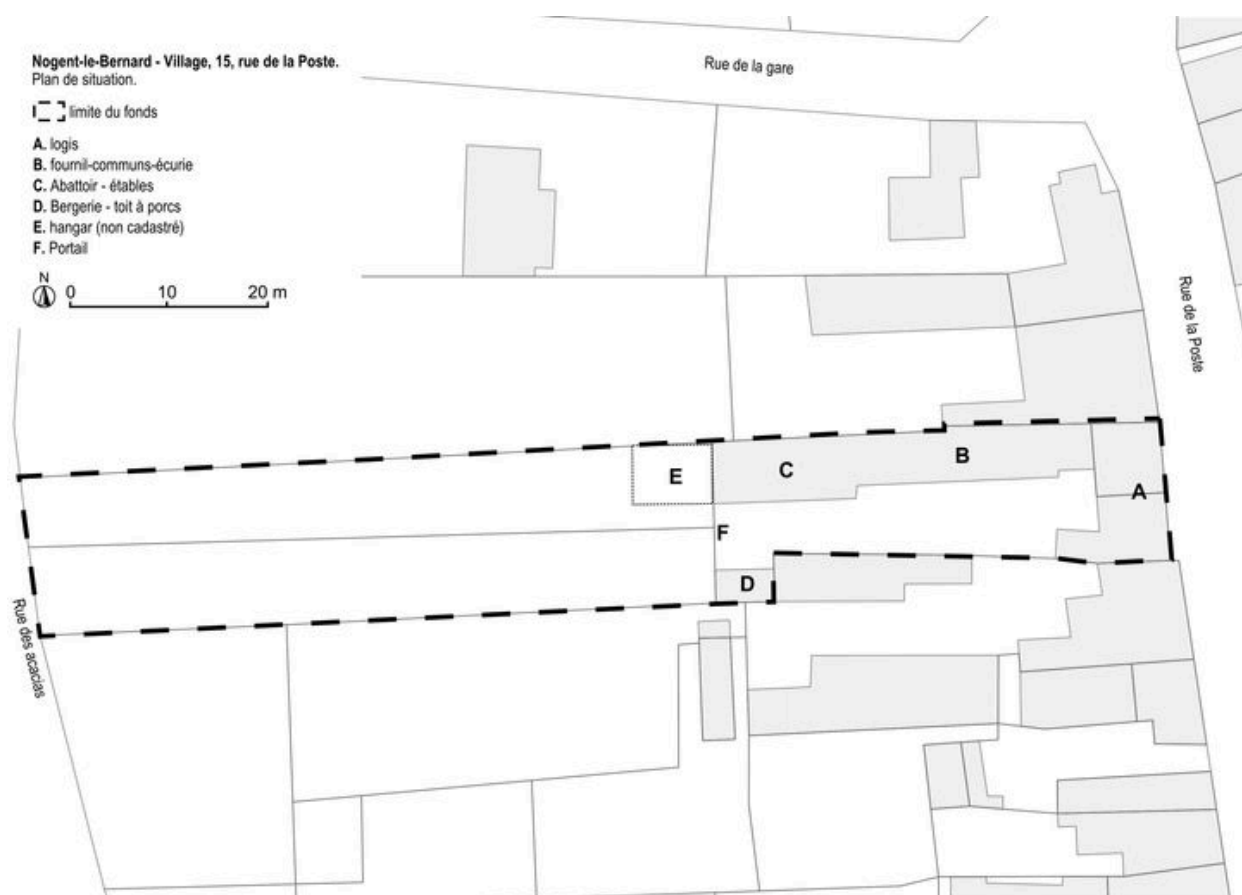 Nogent-le-Bernard - Village, 15, rue de la Poste.
Plan de situation.
limite du fonds
A. logis
B. fournil-communs-écurie
C. Abattoir - étables
D. Bergerie - toit à porcs
E. hangar (non cadastré)
F. Portail
N
0 10 20 m
Rue de la gare
Rue de la Poste
E
C
B
A
F
D
Rue des acacias